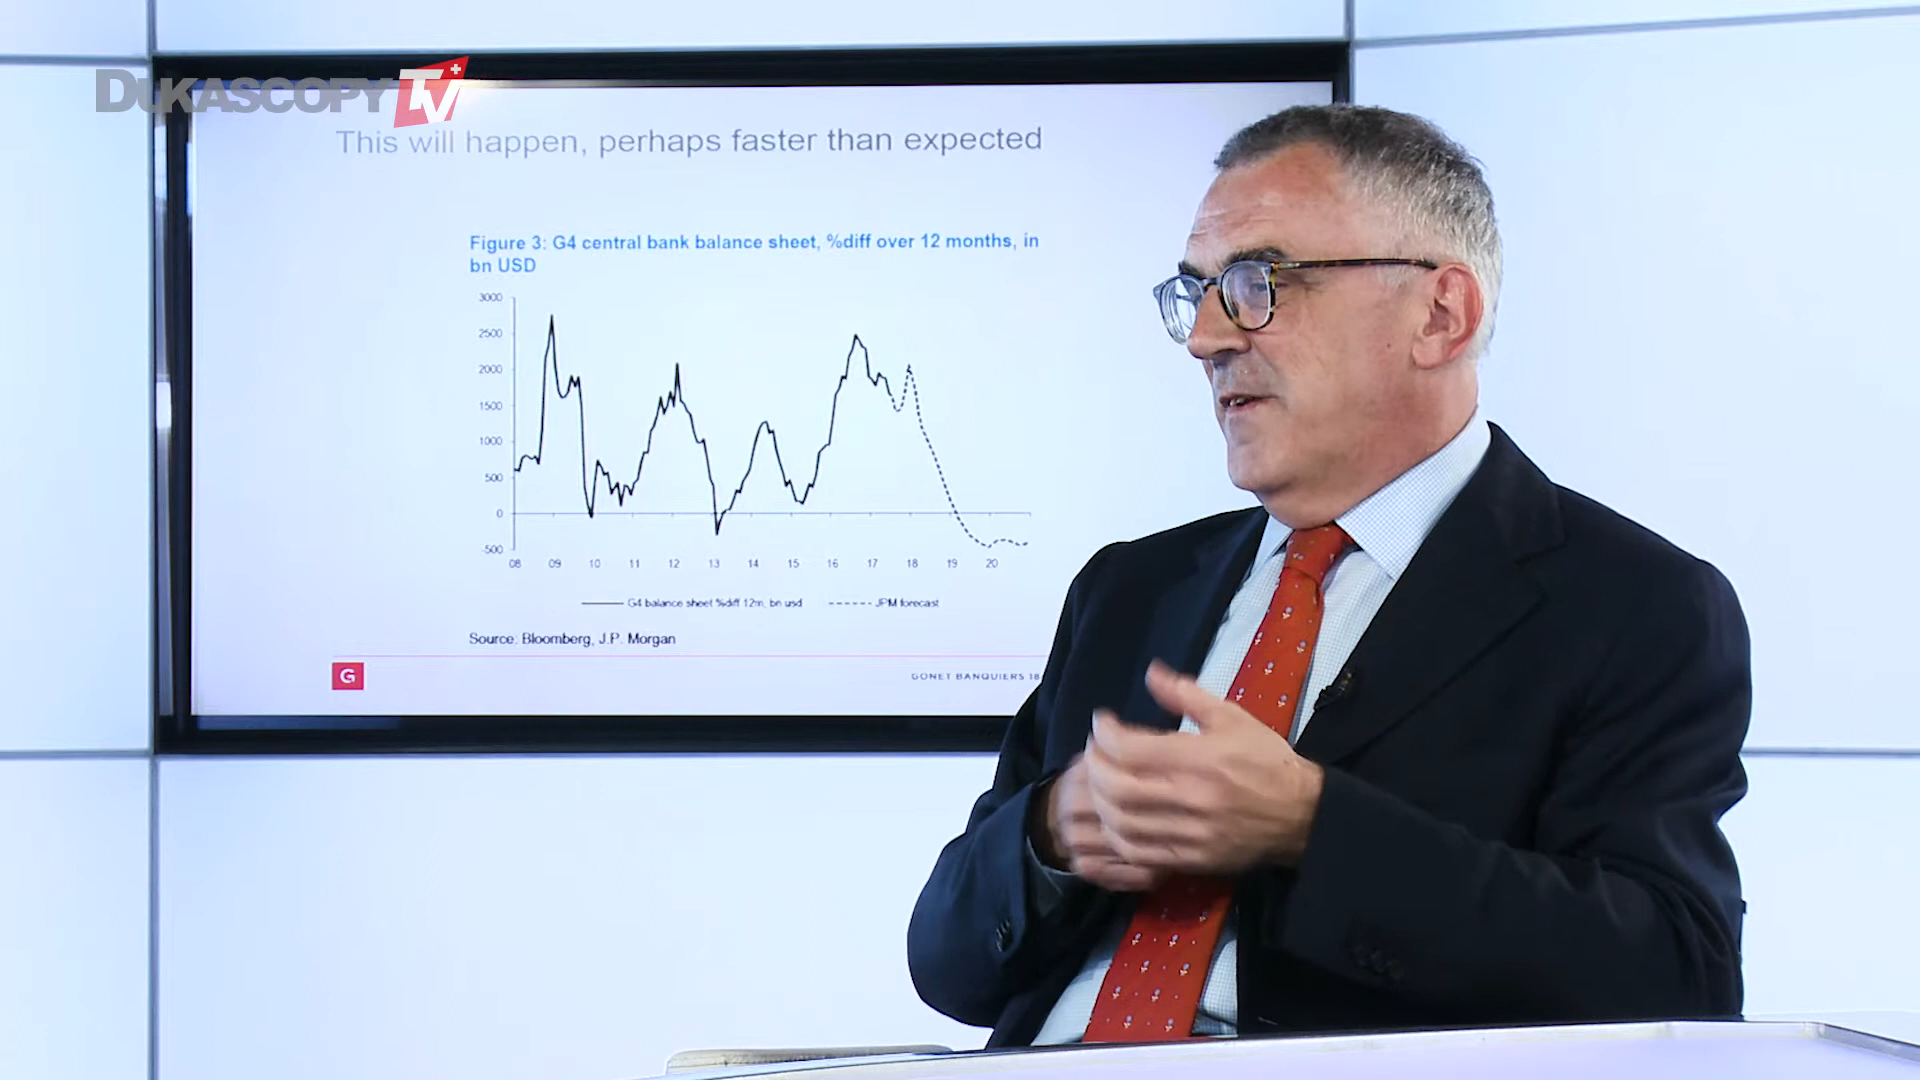 DUKASCOPY TV
This will happen, perhaps faster than expected
Figure 3: G4 central bank balance sheet, %diff over 12 months, in
bn USD
3000
2500
2000
1500
1000
500
0
-500
08 09 10 11 12 13 14 15 16 17 18 19 20
G4 balance sheet %diff 12m, bn usd JPM forecast
Source: Bloomberg, J.P. Morgan
G
GONET BANQUIERS 18